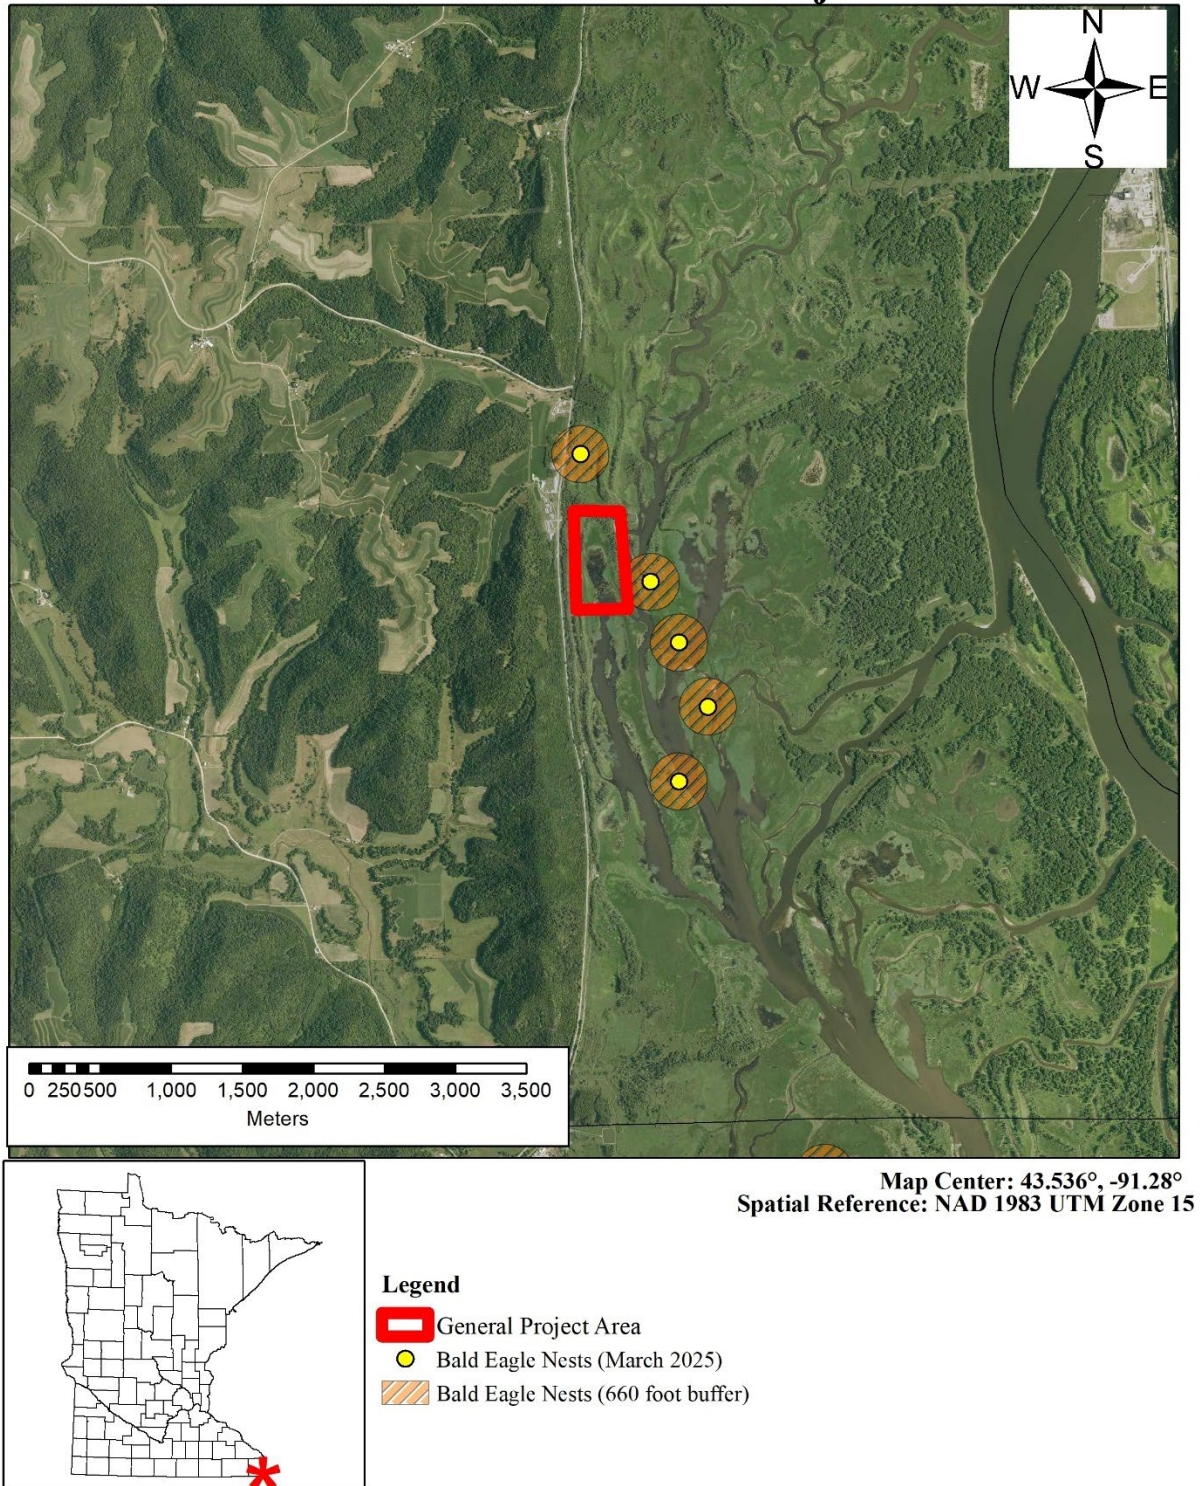 N
W E
S
0 250 500 1,000 1,500 2,000 2,500 3,000 3,500
Meters
Map Center: 43.536°, -91.28°
Spatial Reference: NAD 1983 UTM Zone 15
Legend
General Project Area
Bald Eagle Nests (March 2025)
Bald Eagle Nests (660 foot buffer)